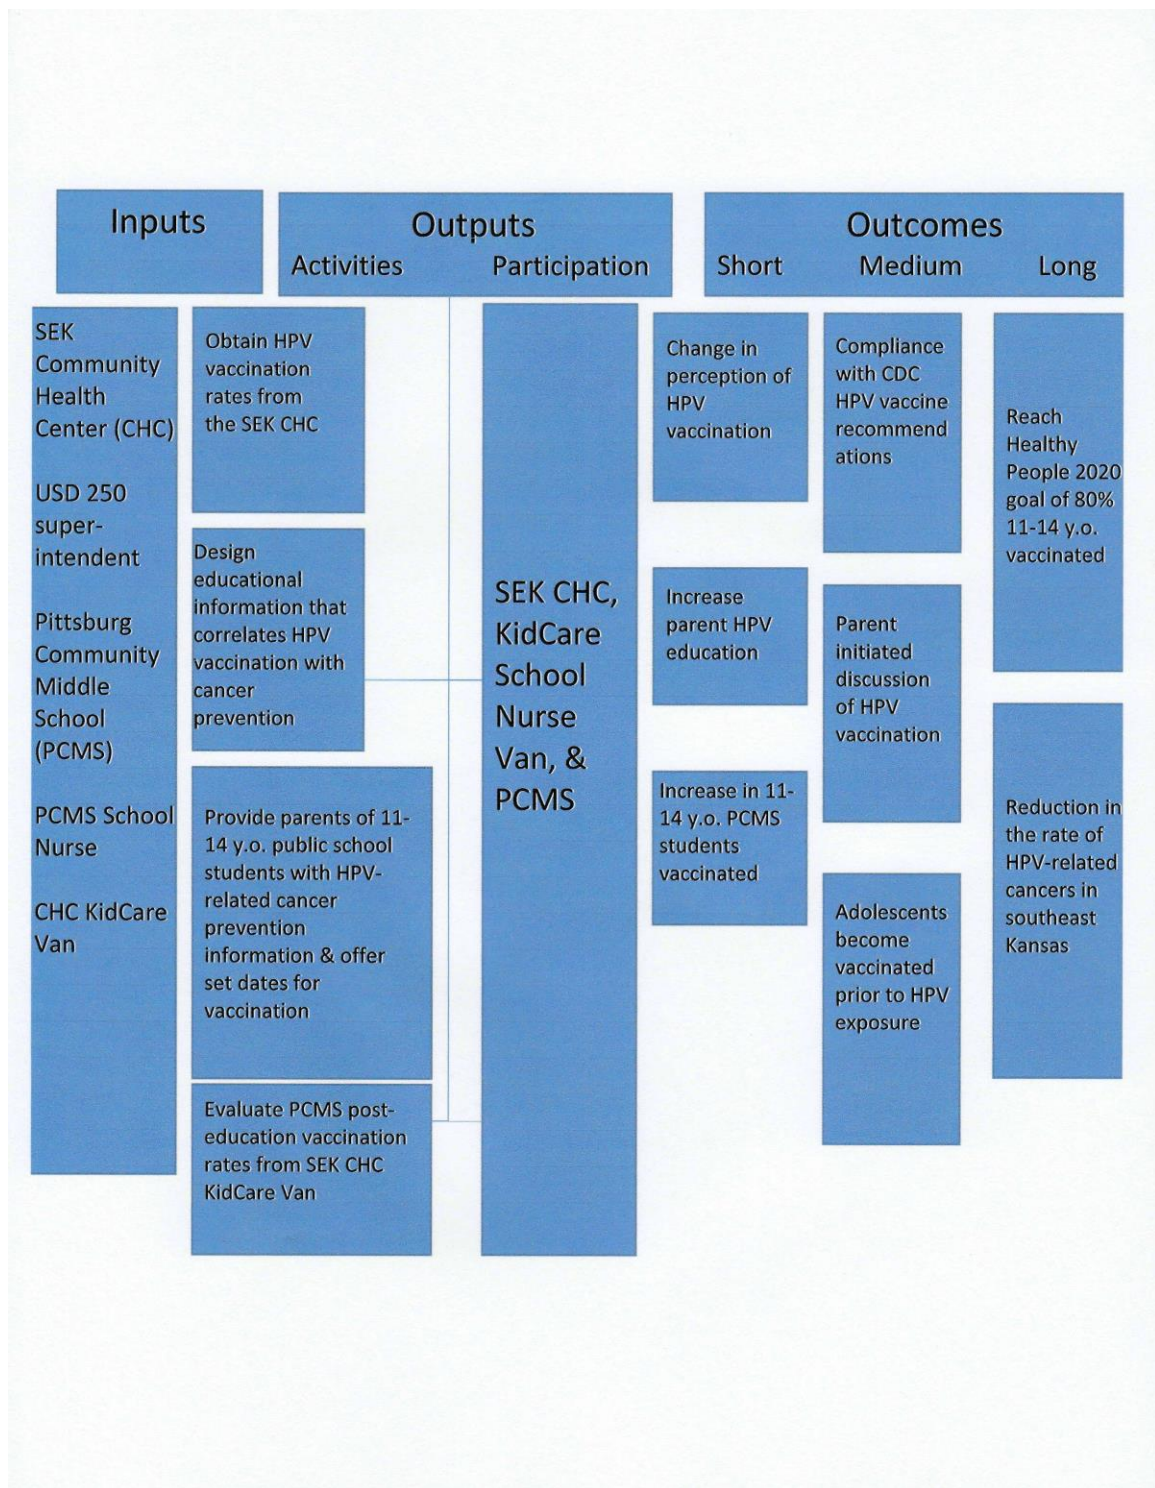 Inputs
Outputs
Activities
Participation
Outcomes
Short
Medium
Long
SEK
Community
Health
Center (CHC)
USD 250
super-
intendent
Pittsburg
Community
Middle
School
(PCMS)
PCMS School
Nurse
CHC KidCare
Van
Obtain HPV
vaccination
rates from
the SEK CHC
Design
educational
information that
correlates HPV
vaccination with
cancer
prevention
Provide parents of 11-
14 y.o. public school
students with HPV-
related cancer
prevention
information & offer
set dates for
vaccination
Evaluate PCMS post-
education vaccination
rates from SEK CHC
KidCare Van
SEK CHC,
KidCare
School
Nurse
Van, &
PCMS
Change in
perception of
HPV
vaccination
Increase
parent HPV
education
Increase in 11-
14 y.o. PCMS
students
vaccinated
Compliance
with CDC
HPV vaccine
recommend
ations
Parent
initiated
discussion
of HPV
vaccination
Adolescents
become
vaccinated
prior to HPV
exposure
Reach
Healthy
People 2020
goal of 80%
11-14 y.o.
vaccinated
Reduction in
the rate of
HPV-related
cancers in
southeast
Kansas